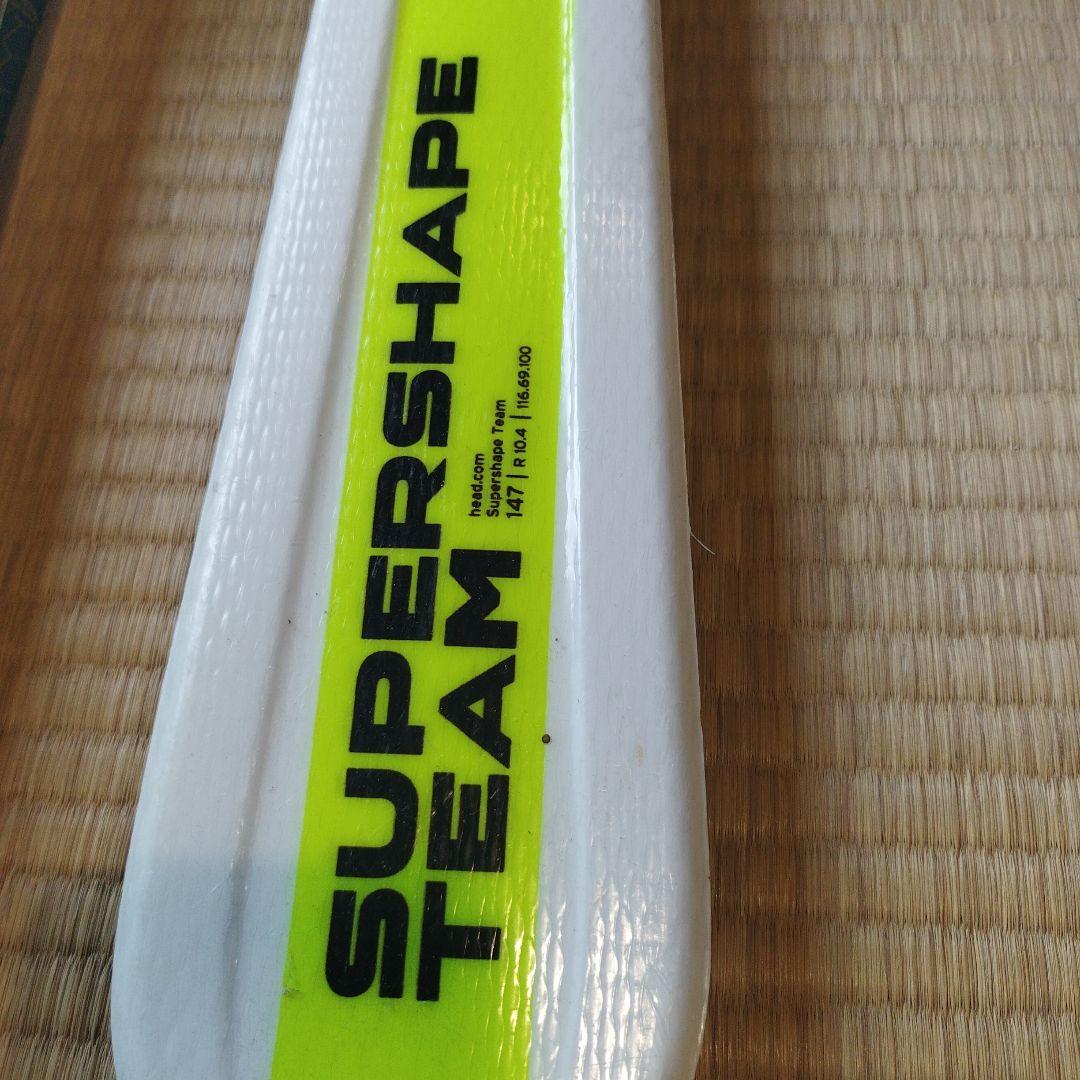 SUPERSHAPE
TEAM
head.com
Supershape Team
147 | R 10.4 | 116.69.100